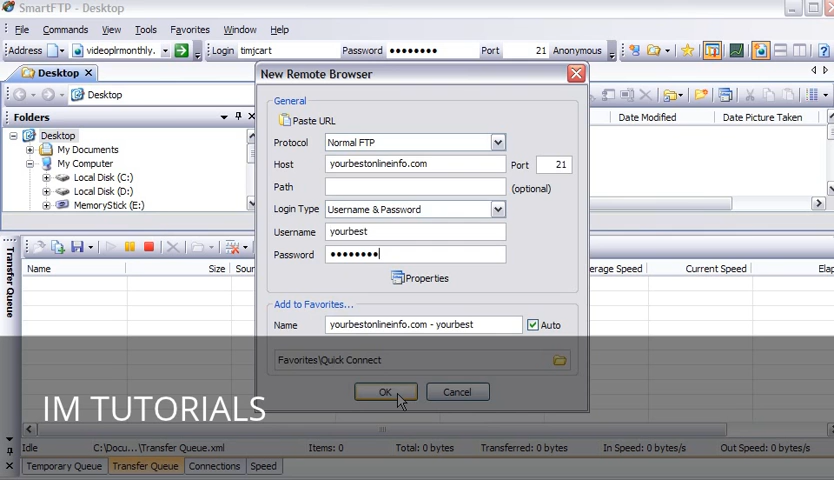 SmartFTP - Desktop
File Commands View Tools Favorites Window Help
Address videoplrmonthly. Login timjcart Password ●●●●●●●● Port 21 Anonymous
Desktop
New Remote Browser
Desktop
General
Folders
Paste URL
Date Modified Date Picture Taken
Desktop
Protocol Normal FTP
My Documents
My Computer
Host yourbestonlineinfo.com Port 21
Local Disk (C:)
Path (optional)
Local Disk (D:)
MemoryStick (E:)
Login Type Username & Password
Username yourbest
Password ●●●●●●●●
Transfer Queue
Name Size Sour
erage Speed Current Speed Elap
Properties
Add to Favorites...
Name yourbestonlineinfo.com - yourbest Auto
Favorites\Quick Connect
OK Cancel
IM TUTORIALS
Idle C:\Docu...\Transfer Queue.xml Items: 0 Total: 0 bytes Transferred: 0 bytes In Speed: 0 bytes/s Out Speed: 0 bytes/s
Temporary Queue Transfer Queue Connections Speed